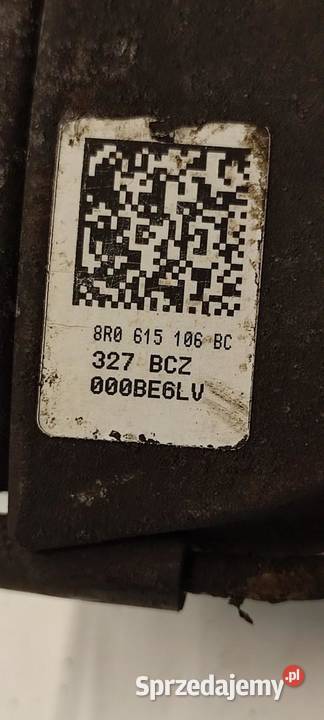 8R0 615 106 BC
327 BCZ
000BE6LV
Sprzedajemy.pl